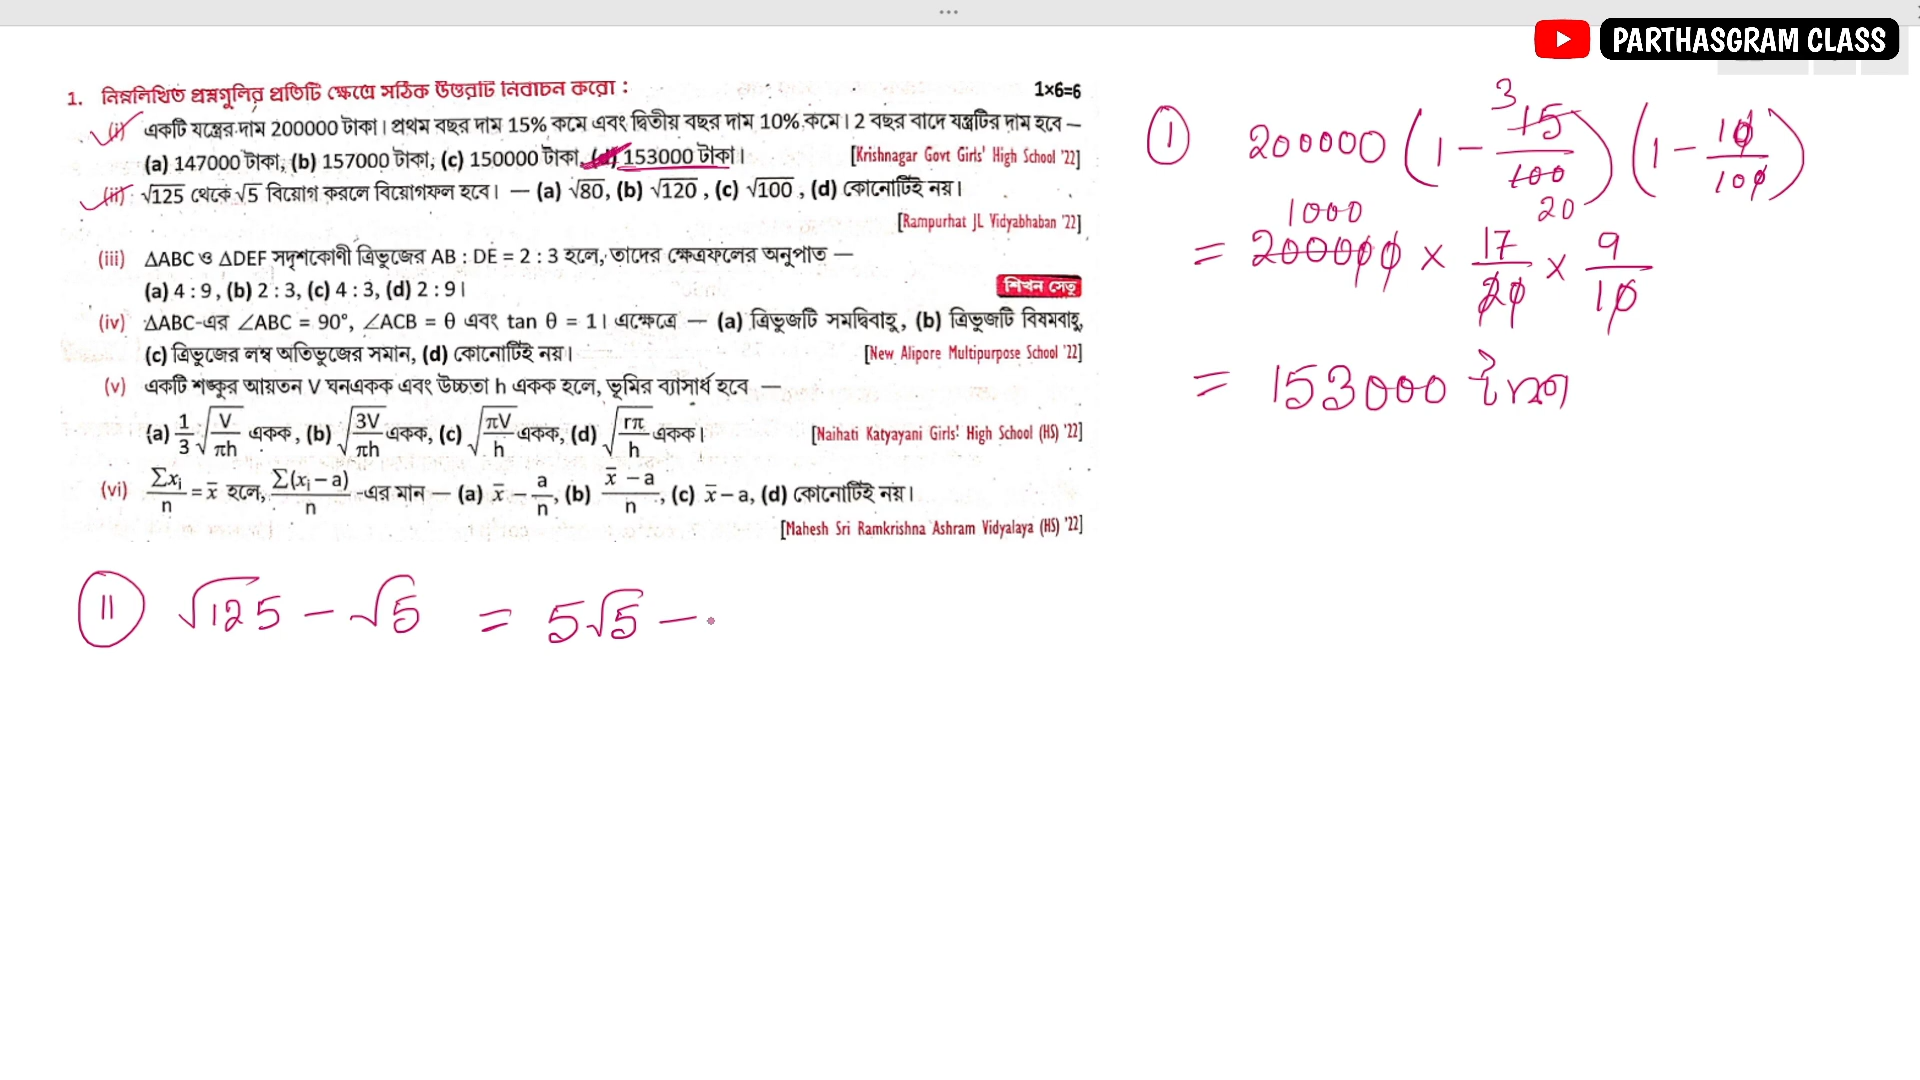 PARTHASGRAM CLASS
1. নিম্নলিখিত প্রশ্নগুলির প্রতিটি ক্ষেত্রে সঠিক উত্তরটি নির্বাচন করো : 1×6=6
(i) একটি যন্ত্রের দাম 200000 টাকা। প্রথম বছর দাম 15% কমে এবং দ্বিতীয় বছর দাম 10% কমে। 2 বছর বাদে যন্ত্রটির দাম হবে —
(a) 147000 টাকা, (b) 157000 টাকা, (c) 150000 টাকা, (d) 153000 টাকা। [Krishnagar Govt Girls' High School '22]
(ii) √125 থেকে √5 বিয়োগ করলে বিয়োগফল হবে। — (a) √80, (b) √120, (c) √100, (d) কোনোটিই নয়।
[Rampurhat JL Vidyabhaban '22]
(iii) ΔABC ও ΔDEF সদৃশকোণী ত্রিভুজের AB : DE = 2 : 3 হলে, তাদের ক্ষেত্রফলের অনুপাত —
(a) 4 : 9, (b) 2 : 3, (c) 4 : 3, (d) 2 : 9। শিখন সেতু
(iv) ΔABC-এর ∠ABC = 90°, ∠ACB = θ এবং tan θ = 1। এক্ষেত্রে — (a) ত্রিভুজটি সমদ্বিবাহু, (b) ত্রিভুজটি বিষমবাহু,
(c) ত্রিভুজের লম্ব অতিভুজের সমান, (d) কোনোটিই নয়। [New Alipore Multipurpose School '22]
(v) একটি শঙ্কুর আয়তন V ঘনএকক এবং উচ্চতা h একক হলে, ভূমির ব্যাসার্ধ হবে —
(a) 1/3 √(V/πh) একক, (b) √(3V/πh) একক, (c) √(πV/h) একক, (d) √(rπ/h) একক। [Naihati Katyayani Girls' High School (HS) '22]
(vi) Σxᵢ/n = x̄ হলে, Σ(xᵢ – a)/n -এর মান — (a) x̄ – a/n, (b) (x̄ – a)/n, (c) x̄ – a, (d) কোনোটিই নয়।
[Mahesh Sri Ramkrishna Ashram Vidyalaya (HS) '22]
① 200000 (1 – 15/100) (1 – 10/100)
3
20
1000
= 200000 × 17/20 × 9/10
= 153000 টাকা
⑪ √125 – √5 = 5√5 –